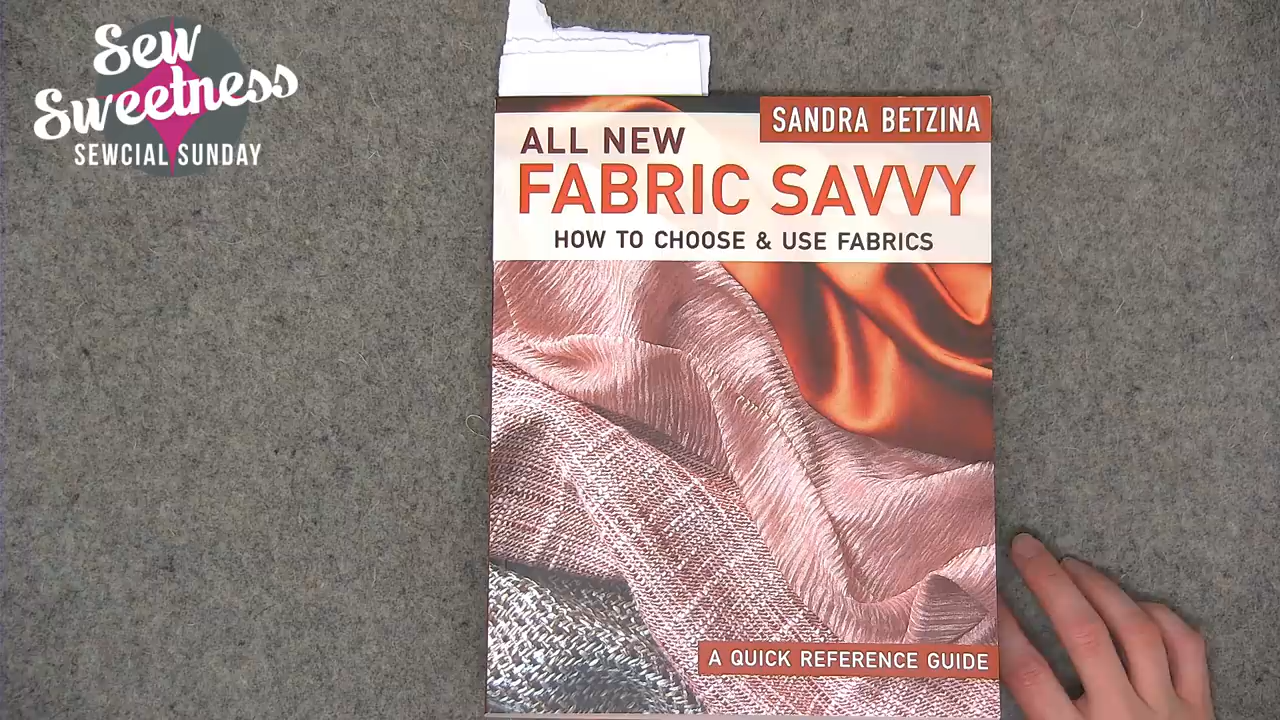 Sew
Sweetness
SEWCIAL SUNDAY
SANDRA BETZINA
ALL NEW
FABRIC SAVVY
HOW TO CHOOSE & USE FABRICS
A QUICK REFERENCE GUIDE